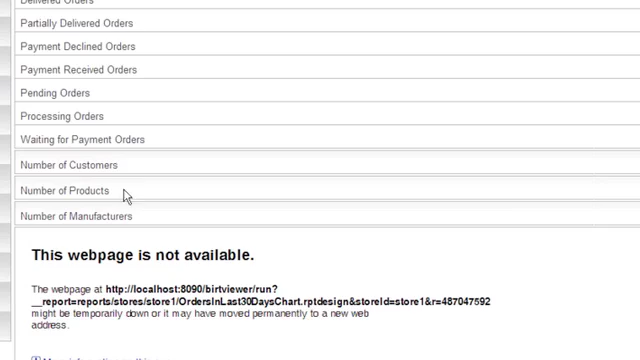 Delivered Orders
Partially Delivered Orders
Payment Declined Orders
Payment Received Orders
Pending Orders
Processing Orders
Waiting for Payment Orders
Number of Customers
Number of Products
Number of Manufacturers
This webpage is not available.
The webpage at http://localhost:8090/birtviewer/run?
__report=reports/stores/store1/OrdersInLast30DaysChart.rptdesign&storeId=store1&r=487047592
might be temporarily down or it may have moved permanently to a new web
address.